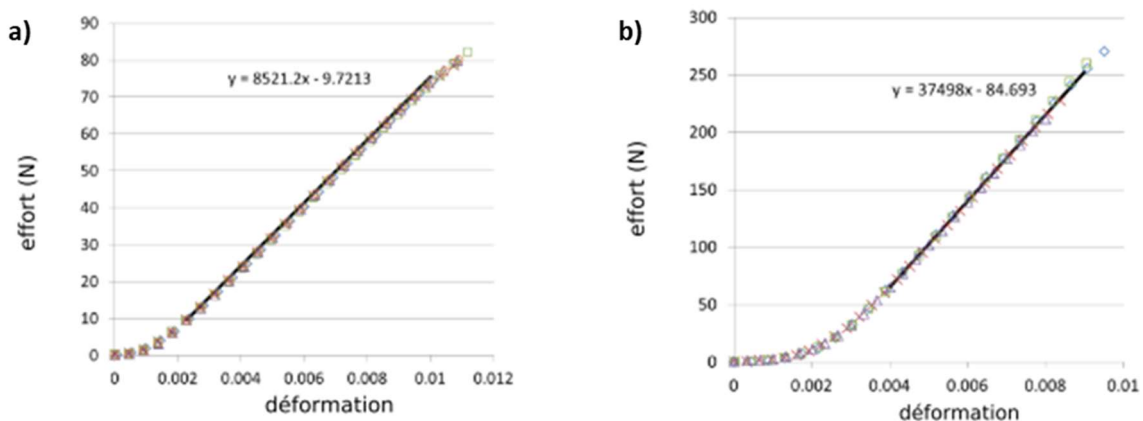 a)
90
80
70
60
50
40
30
20
10
0
effort (N)
y = 8521.2x - 9.7213
0 0.002 0.004 0.006 0.008 0.01 0.012
déformation
b)
300
250
200
150
100
50
0
effort (N)
y = 37498x - 84.693
0 0.002 0.004 0.006 0.008 0.01
déformation